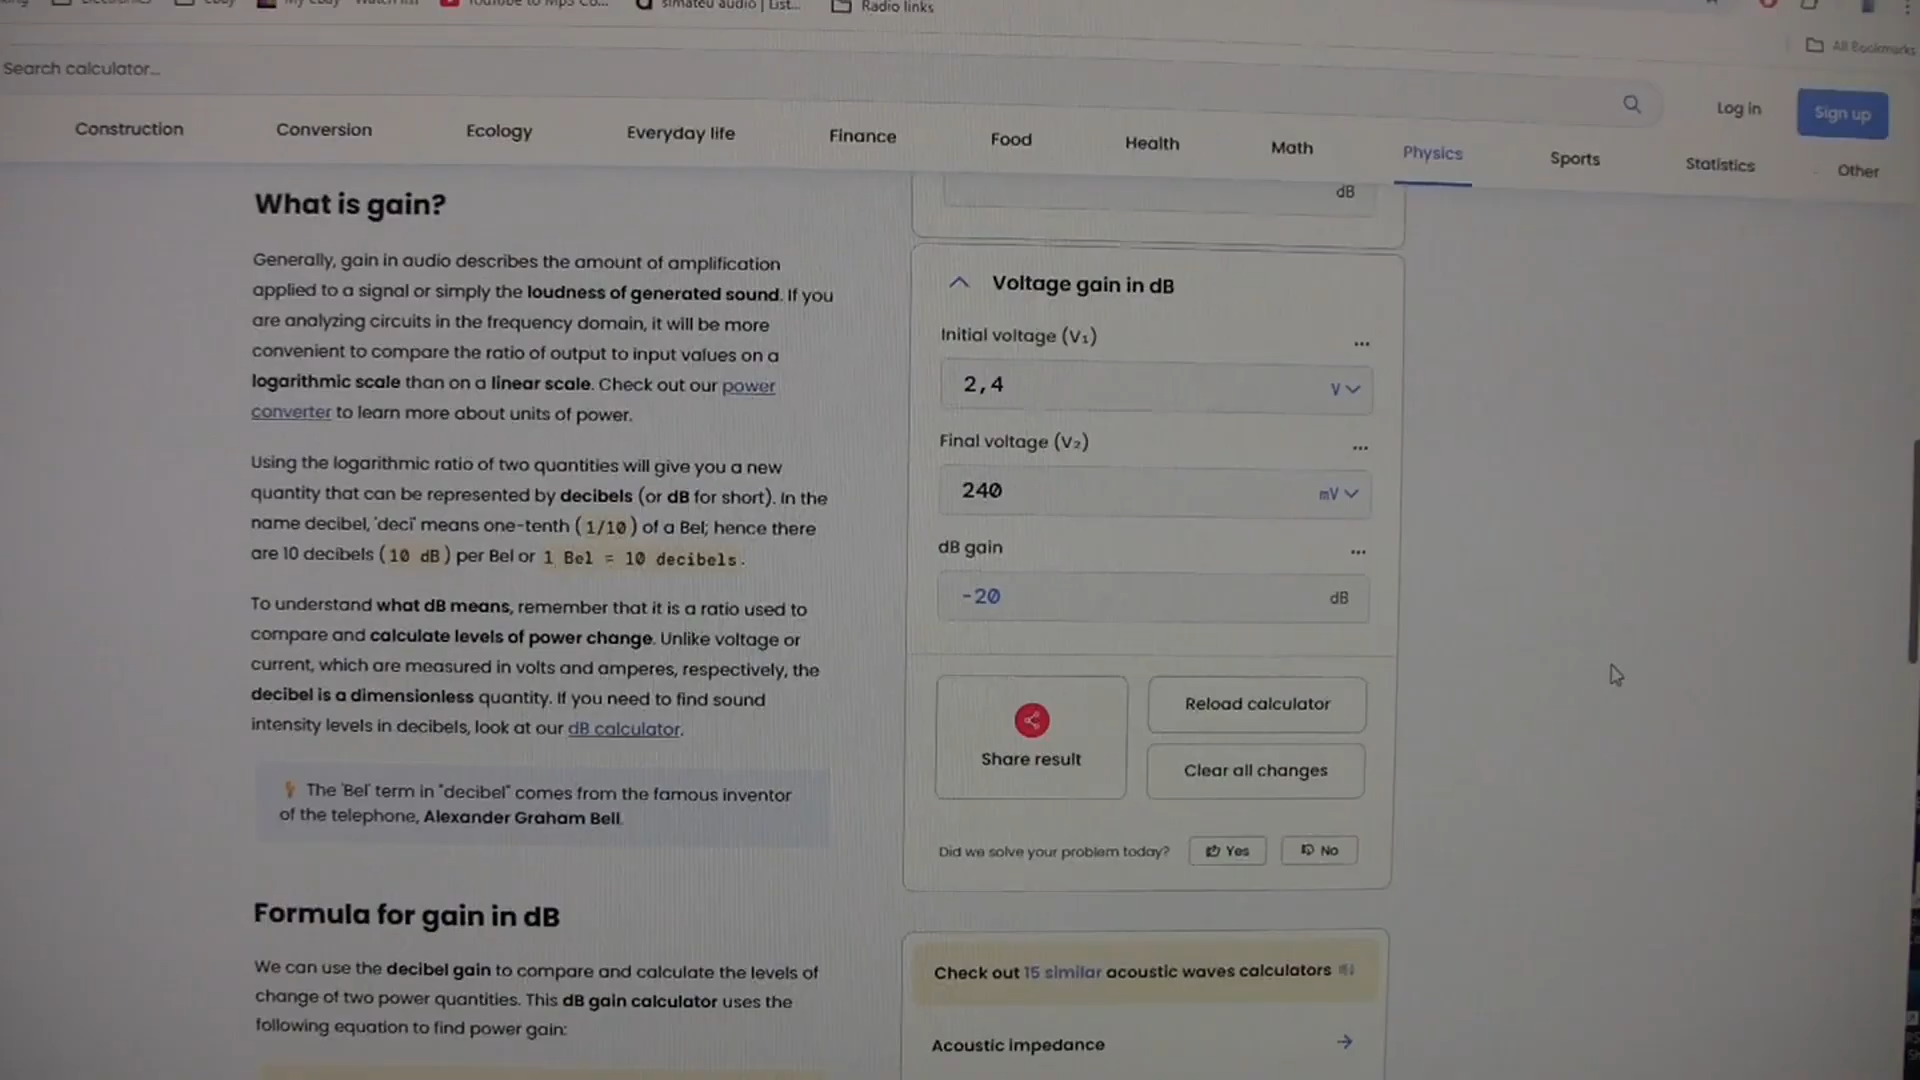 Radio links
All Bookmarks
Search calculator...
Log in
Sign up
Construction
Conversion
Ecology
Everyday life
Finance
Food
Health
Math
Physics
Sports
Statistics
Other
What is gain?
Generally, gain in audio describes the amount of amplification
applied to a signal or simply the loudness of generated sound. If you
are analyzing circuits in the frequency domain, it will be more
convenient to compare the ratio of output to input values on a
logarithmic scale than on a linear scale. Check out our power
converter to learn more about units of power.
Using the logarithmic ratio of two quantities will give you a new
quantity that can be represented by decibels (or dB for short). In the
name decibel, 'deci' means one-tenth (1/10) of a Bel; hence there
are 10 decibels (10 dB) per Bel or 1 Bel = 10 decibels.
To understand what dB means, remember that it is a ratio used to
compare and calculate levels of power change. Unlike voltage or
current, which are measured in volts and amperes, respectively, the
decibel is a dimensionless quantity. If you need to find sound
intensity levels in decibels, look at our dB calculator.
The 'Bel' term in "decibel" comes from the famous inventor
of the telephone, Alexander Graham Bell.
Formula for gain in dB
We can use the decibel gain to compare and calculate the levels of
change of two power quantities. This dB gain calculator uses the
following equation to find power gain:
dB
Voltage gain in dB
Initial voltage (V₁)
...
2,4
V
Final voltage (V₂)
...
240
mV
dB gain
...
-20
dB
Share result
Reload calculator
Clear all changes
Did we solve your problem today?
Yes
No
Check out 15 similar acoustic waves calculators
Acoustic impedance